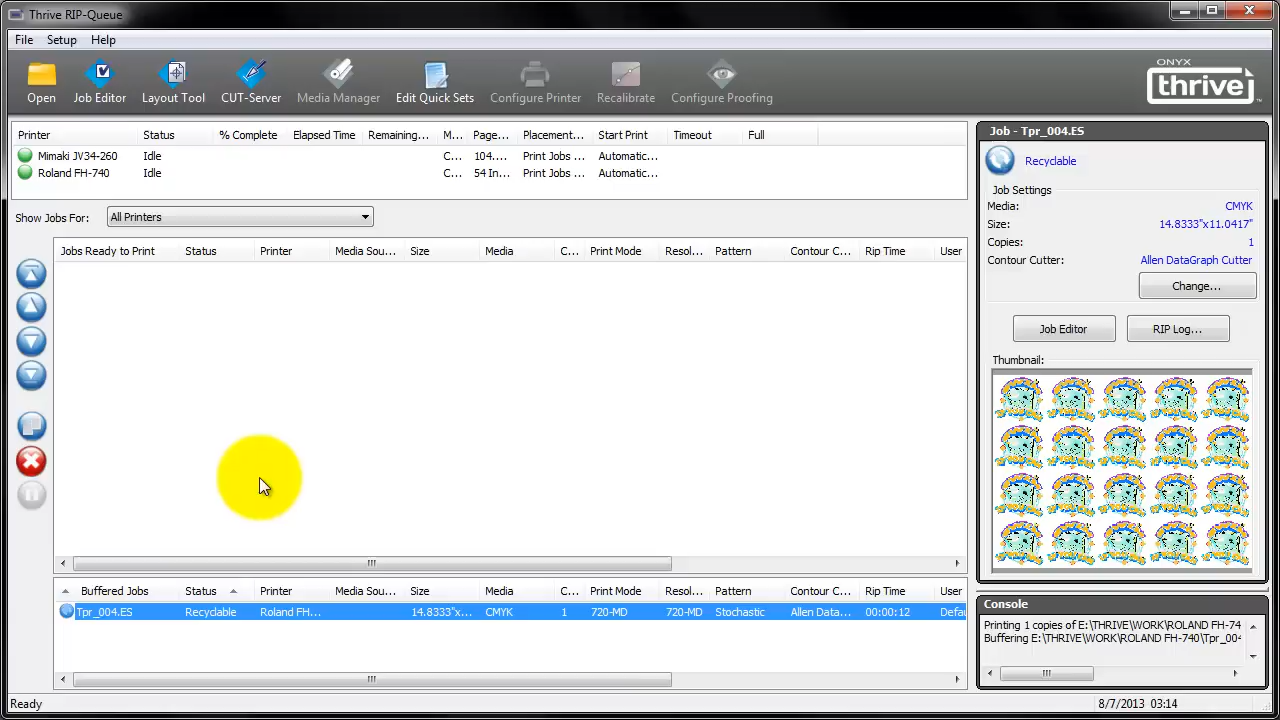 Thrive RIP-Queue
File Setup Help
Open Job Editor Layout Tool CUT-Server Media Manager Edit Quick Sets Configure Printer Recalibrate Configure Proofing
ONYX
thrive
Printer Status % Complete Elapsed Time Remaining... M... Page... Placement... Start Print Timeout Full
Mimaki JV34-260 Idle C... 104.... Print Jobs ... Automatic...
Roland FH-740 Idle C... 54 In... Print Jobs ... Automatic...
Show Jobs For: All Printers
Jobs Ready to Print Status Printer Media Sou... Size Media C... Print Mode Resol... Pattern Contour C... Rip Time User
Buffered Jobs Status Printer Media Sou... Size Media C... Print Mode Resol... Pattern Contour C... Rip Time User
Tpr_004.ES Recyclable Roland FH... 14.8333"x... CMYK 1 720-MD 720-MD Stochastic Allen Data... 00:00:12 Defau
Job - Tpr_004.ES
Recyclable
Job Settings
Media: CMYK
Size: 14.8333"x11.0417"
Copies: 1
Contour Cutter: Allen DataGraph Cutter
Change...
Job Editor RIP Log...
Thumbnail:
Console
Printing 1 copies of E:\THRIVE\WORK\ROLAND FH-74
Buffering E:\THRIVE\WORK\ROLAND FH-740\Tpr_004
Ready 8/7/2013 03:14